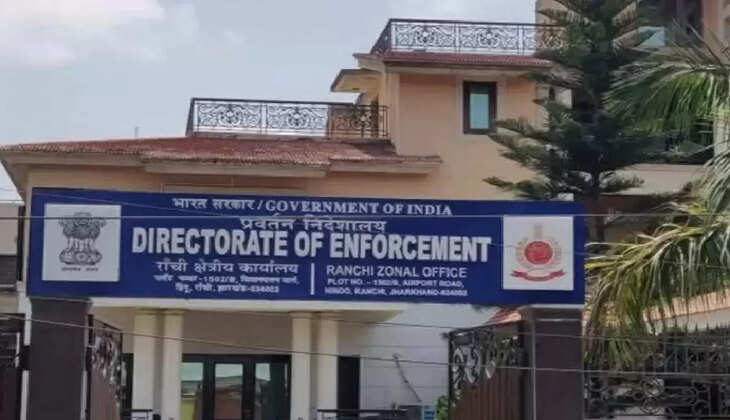 भारत सरकार / GOVERNMENT OF INDIA
प्रवर्तन निदेशालय
DIRECTORATE OF ENFORCEMENT
राँची क्षेत्रीय कार्यालय
RANCHI ZONAL OFFICE
PLOT NO. - 1502/B, AIRPORT ROAD,
HINOO, RANCHI, JHARKHAND-834002